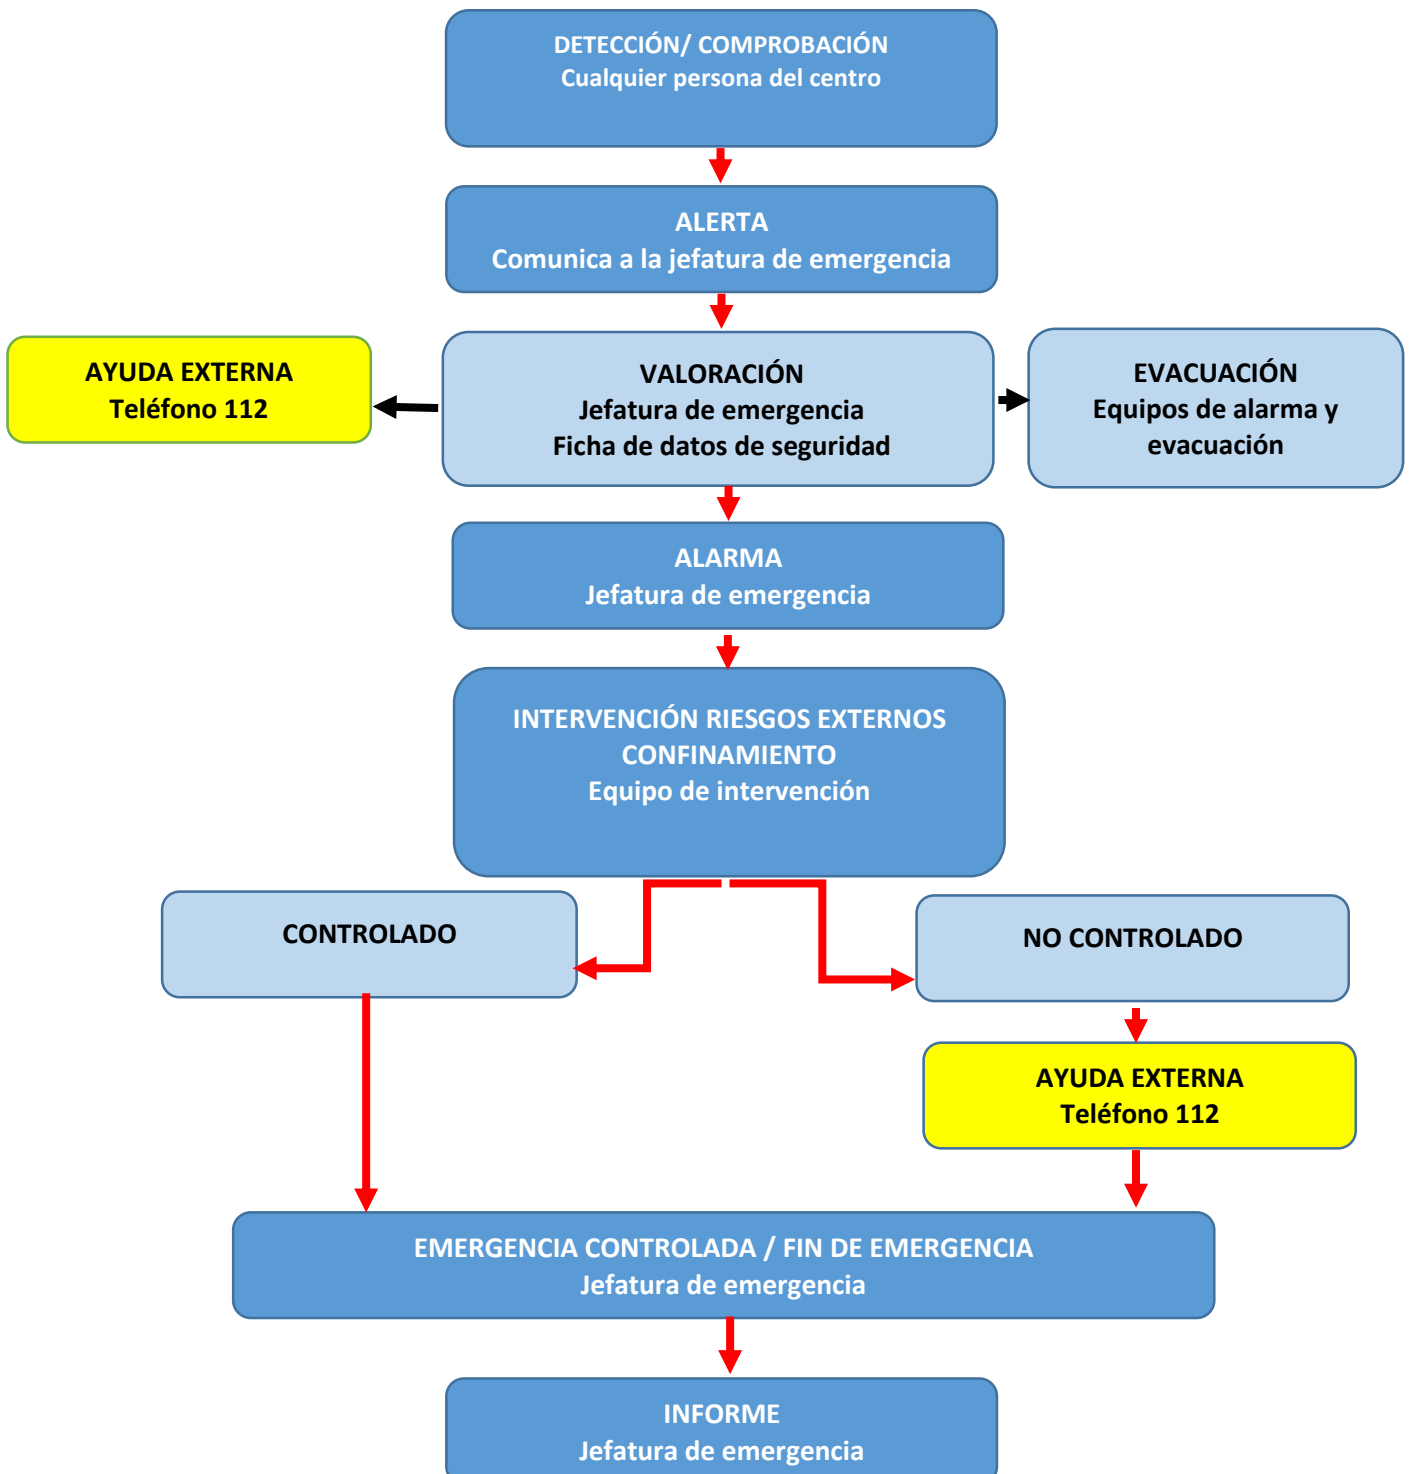 DETECCIÓN/ COMPROBACIÓN
Cualquier persona del centro
ALERTA
Comunica a la jefatura de emergencia
AYUDA EXTERNA
Teléfono 112
VALORACIÓN
Jefatura de emergencia
Ficha de datos de seguridad
EVACUACIÓN
Equipos de alarma y
evacuación
ALARMA
Jefatura de emergencia
INTERVENCIÓN RIESGOS EXTERNOS
CONFINAMIENTO
Equipo de intervención
CONTROLADO
NO CONTROLADO
AYUDA EXTERNA
Teléfono 112
EMERGENCIA CONTROLADA / FIN DE EMERGENCIA
Jefatura de emergencia
INFORME
Jefatura de emergencia